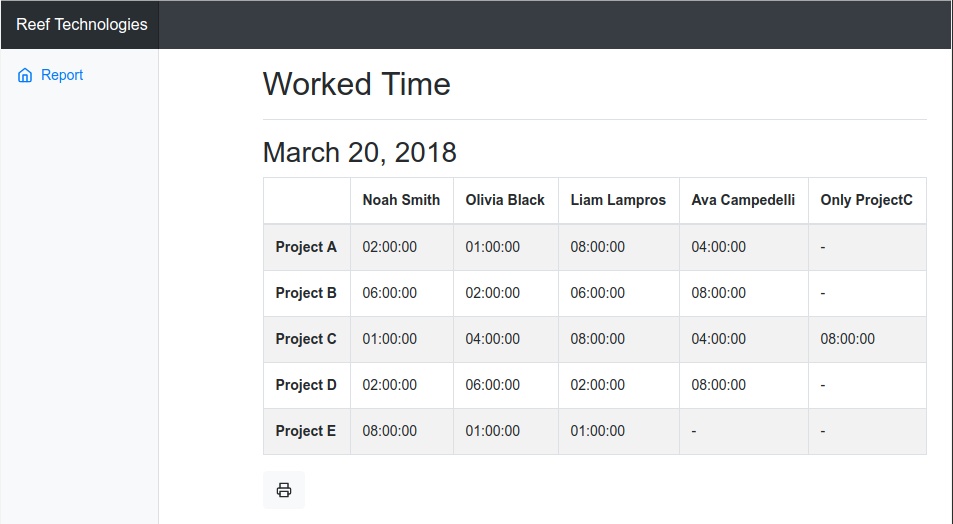 Reef Technologies
Report
Worked Time
March 20, 2018
Noah Smith Olivia Black Liam Lampros Ava Campedelli Only ProjectC
Project A 02:00:00 01:00:00 08:00:00 04:00:00 -
Project B 06:00:00 02:00:00 06:00:00 08:00:00 -
Project C 01:00:00 04:00:00 08:00:00 04:00:00 08:00:00
Project D 02:00:00 06:00:00 02:00:00 08:00:00 -
Project E 08:00:00 01:00:00 01:00:00 - -